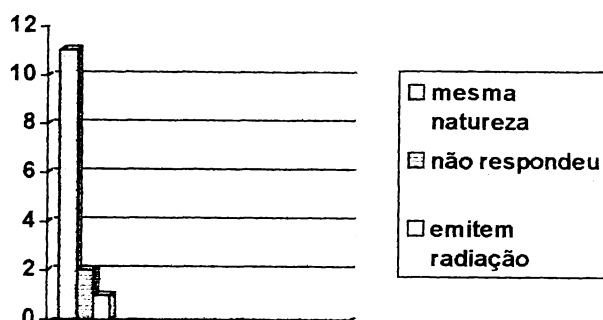 12
10
8
6
4
2
0
mesma
natureza
não respondeu
emitem
radiação